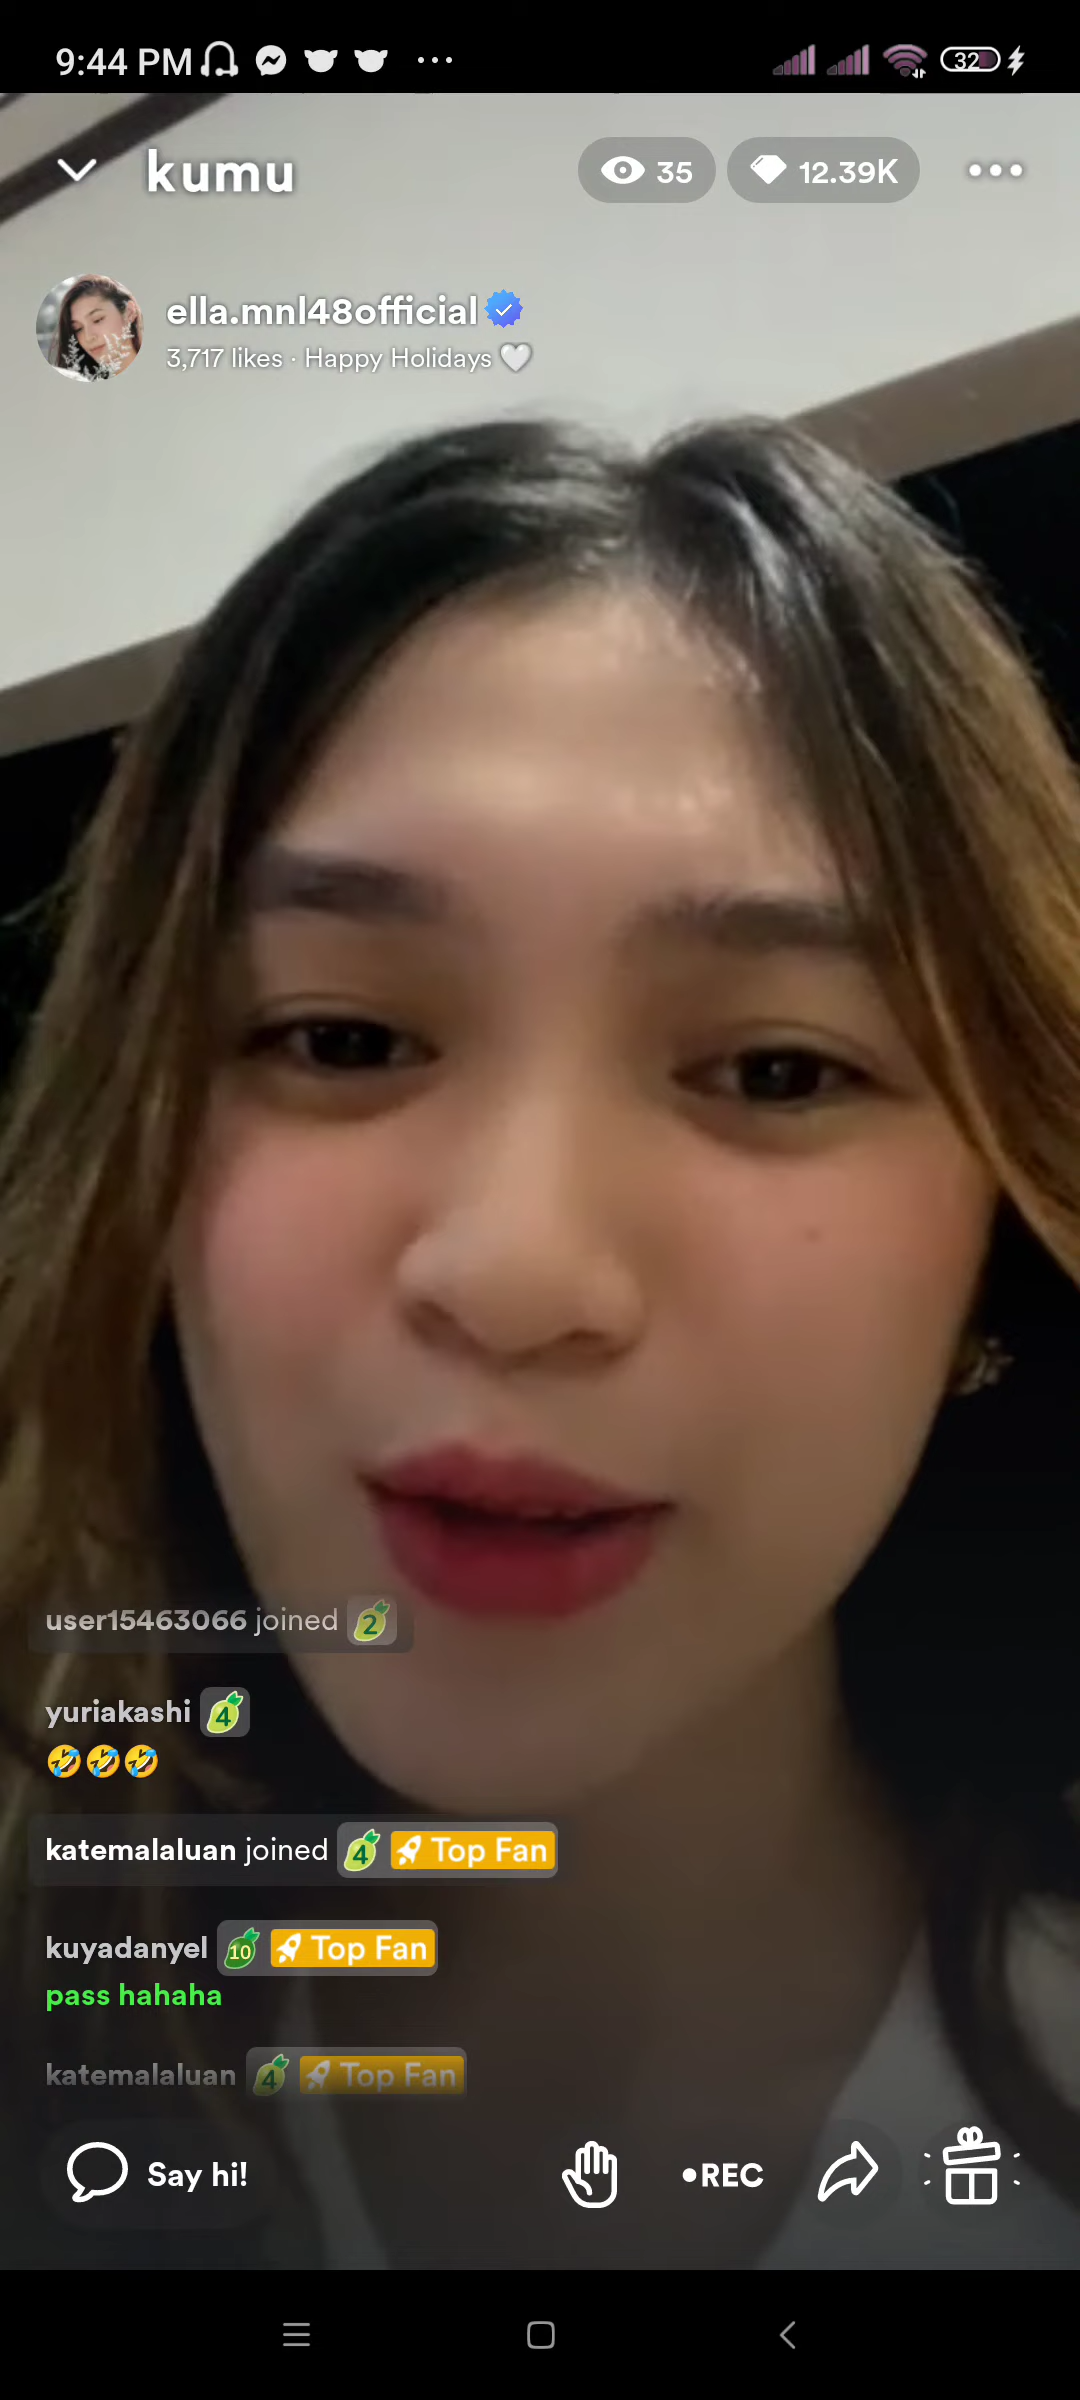 9:44 PM ... 32
kumu 35 12.39K ...
ella.mnl48official
3,717 likes · Happy Holidays 🤍
user15463066 joined 2
yuriakashi 4
🤣🤣🤣
katemalaluan joined 4 Top Fan
kuyadanyel 10 Top Fan
pass hahaha
katemalaluan 4 Top Fan
Say hi! •REC